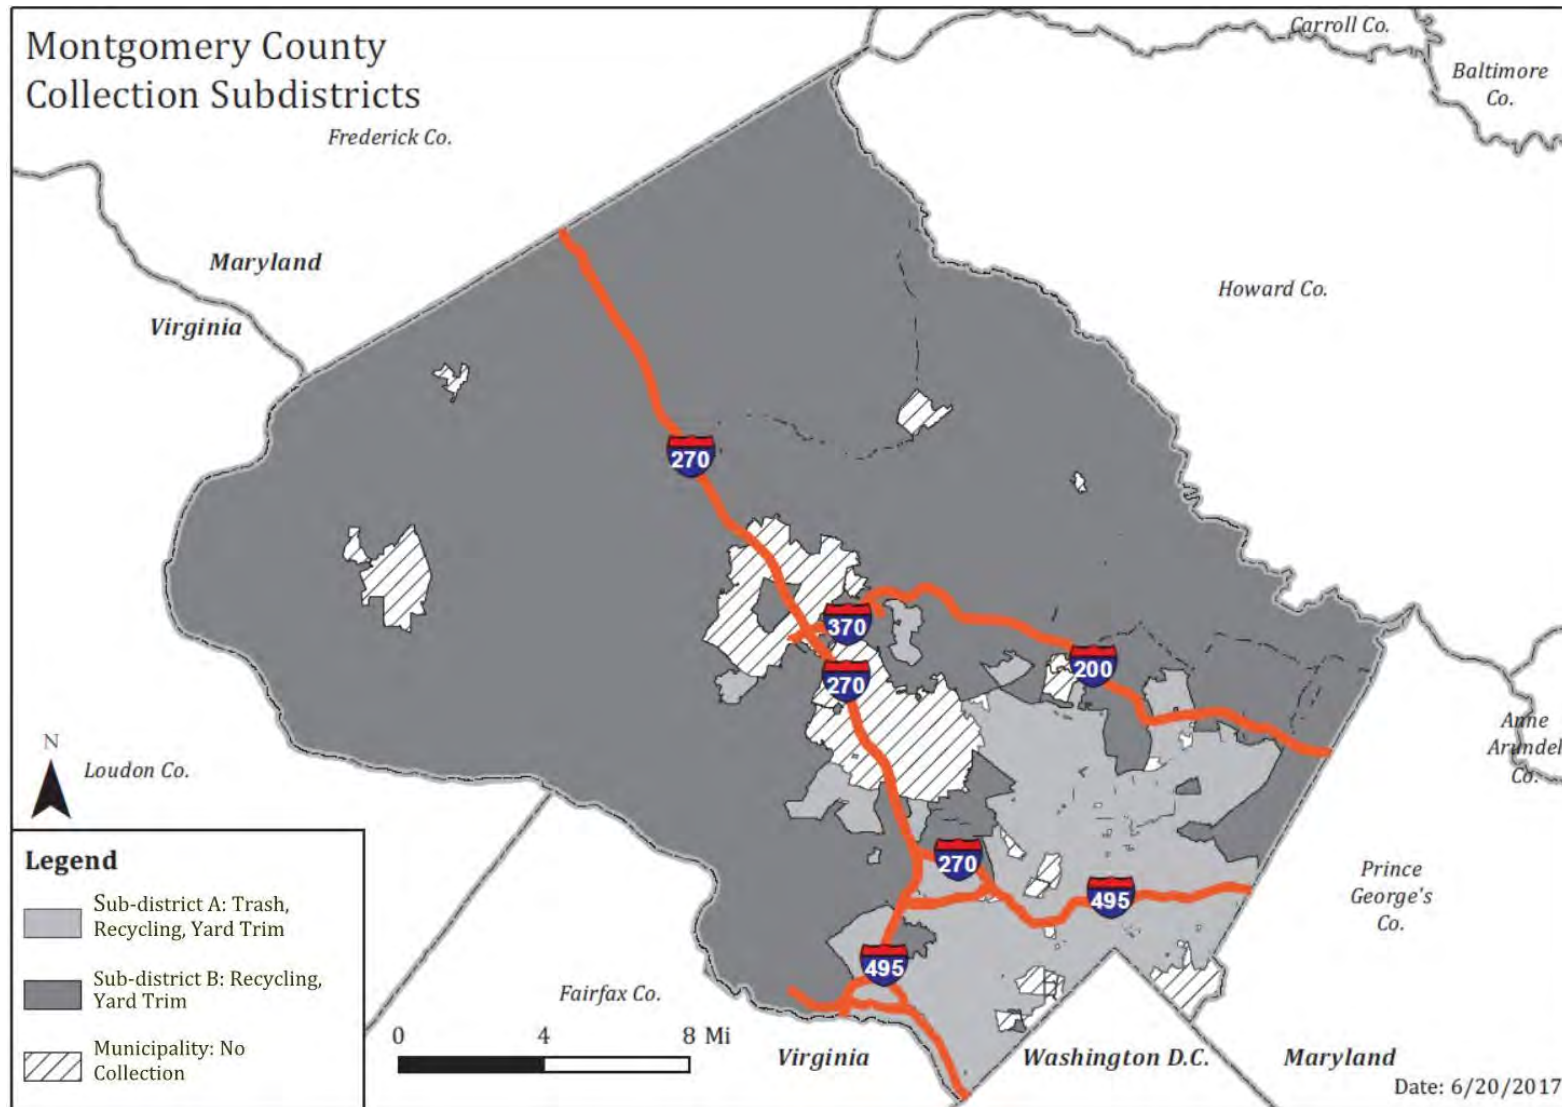 Montgomery County
Collection Subdistricts
Carroll Co.
Baltimore
Co.
Frederick Co.
Maryland
Virginia
Howard Co.
270
370
270
200
Anne
Arundel
Co.
N
Loudon Co.
270
495
Prince
George's
Co.
495
Fairfax Co.
Legend
Sub-district A: Trash,
Recycling, Yard Trim
Sub-district B: Recycling,
Yard Trim
Municipality: No
Collection
0 4 8 Mi
Virginia
Washington D.C.
Maryland
Date: 6/20/2017